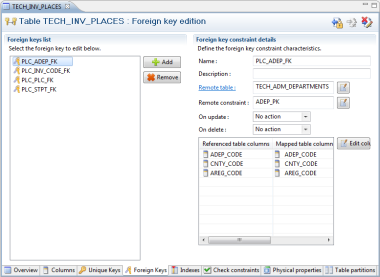 TECH_INV_PLACES
Table TECH_INV_PLACES : Foreign key edition
Foreign keys list
Select the foreign key to edit below.
PLC_ADEP_FK
PLC_INV_CODE_FK
PLC_PLC_FK
PLC_STPT_FK
Add
Remove
Foreign key constraint details
Define the foreign key constraint characteristics.
Name : PLC_ADEP_FK
Description :
Remote table : TECH_ADM_DEPARTMENTS
Remote constraint : ADEP_PK
On update : No action
On delete : No action
Referenced table columns Mapped table column
ADEP_CODE ADEP_CODE
CNTY_CODE CNTY_CODE
AREG_CODE AREG_CODE
Edit colu
Overview Columns Unique Keys Foreign Keys Indexes Check constraints Physical properties Table partitions